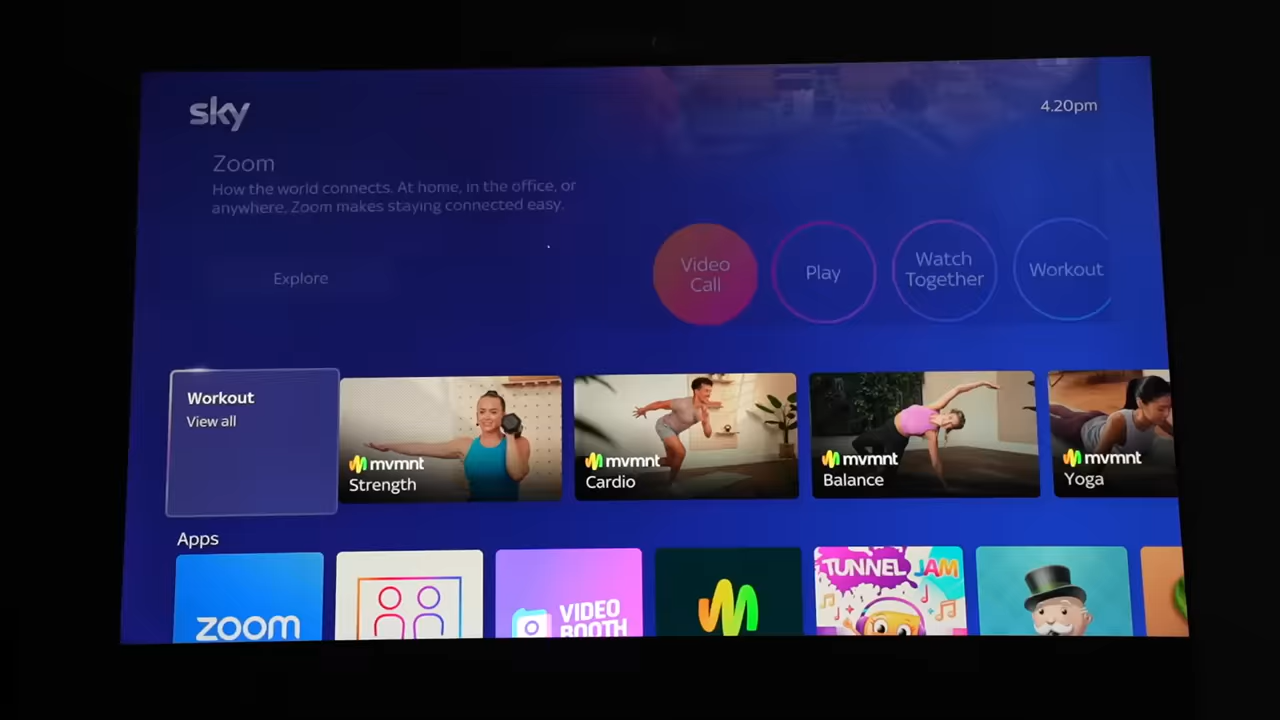 sky
4.20pm
Zoom
How the world connects. At home, in the office, or
anywhere. Zoom makes staying connected easy.
Explore
Video
Call
Play
Watch
Together
Workout
Workout
View all
mvmnt
Strength
mvmnt
Cardio
mvmnt
Balance
mvmnt
Yoga
Apps
zoom
VIDEO
BOOTH
TUNNEL JAM